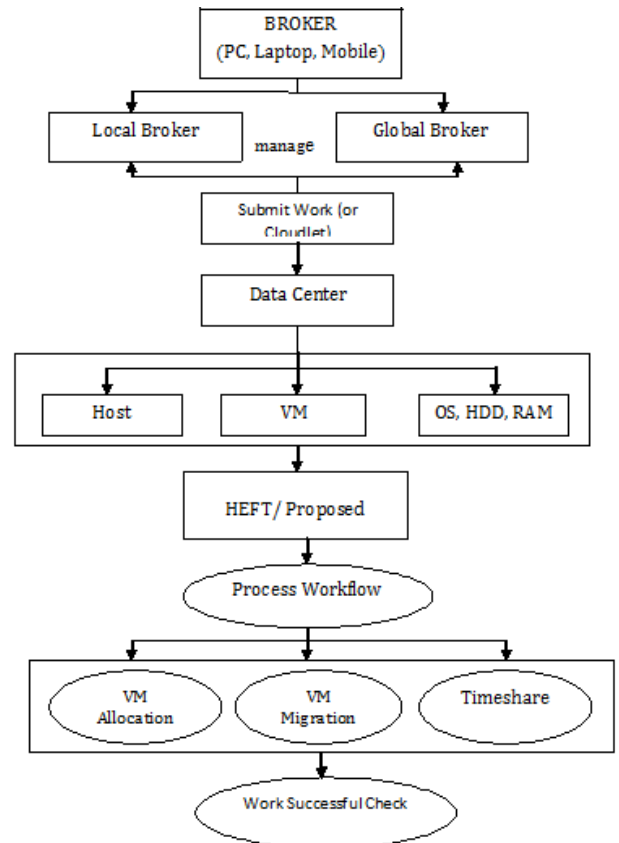 BROKER
(PC, Laptop, Mobile)
Local Broker
Global Broker
manage
Submit Work (or
Cloudlet)
Data Center
Host
VM
OS, HDD, RAM
HEFT/ Proposed
Process Workflow
VM
Allocation
VM
Migration
Timeshare
Work Successful Check